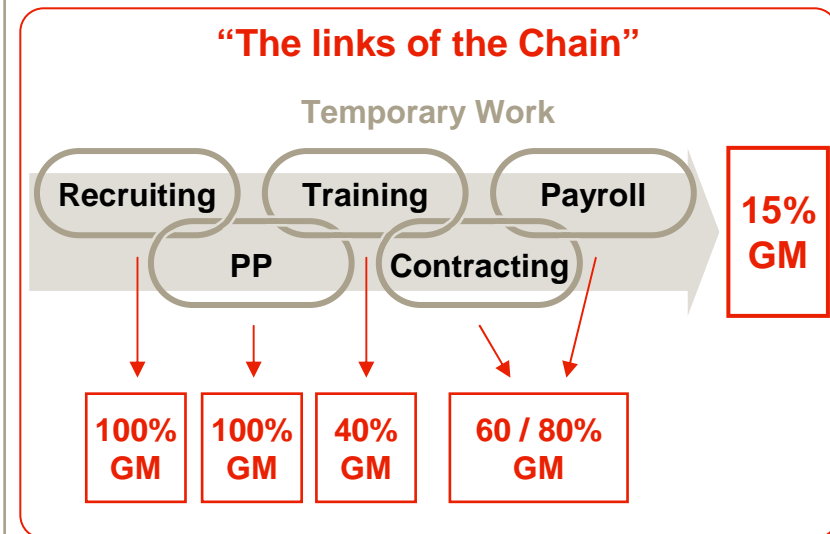 “The links of the Chain”
Temporary Work
Recruiting
Training
Payroll
PP
Contracting
15%
GM
100%
GM
100%
GM
40%
GM
60 / 80%
GM